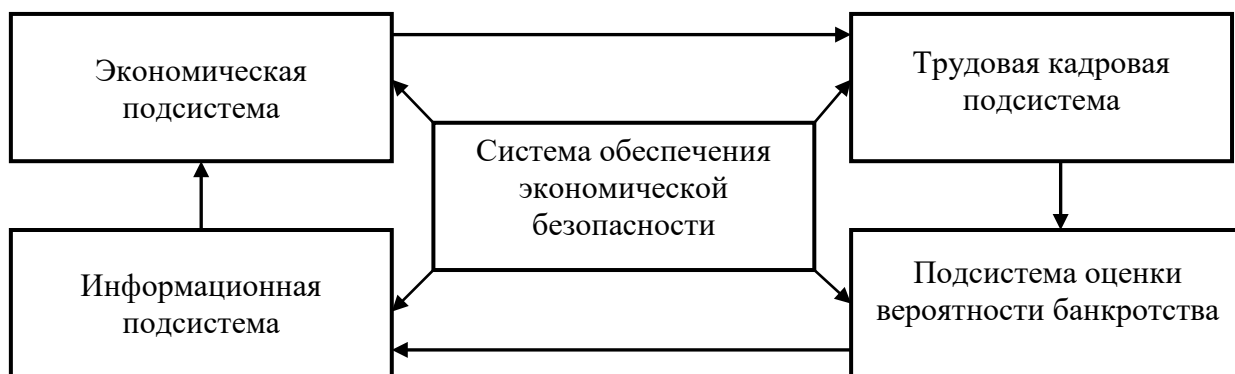 Экономическая
подсистема
Трудовая кадровая
подсистема
Система обеспечения
экономической
безопасности
Информационная
подсистема
Подсистема оценки
вероятности банкротства